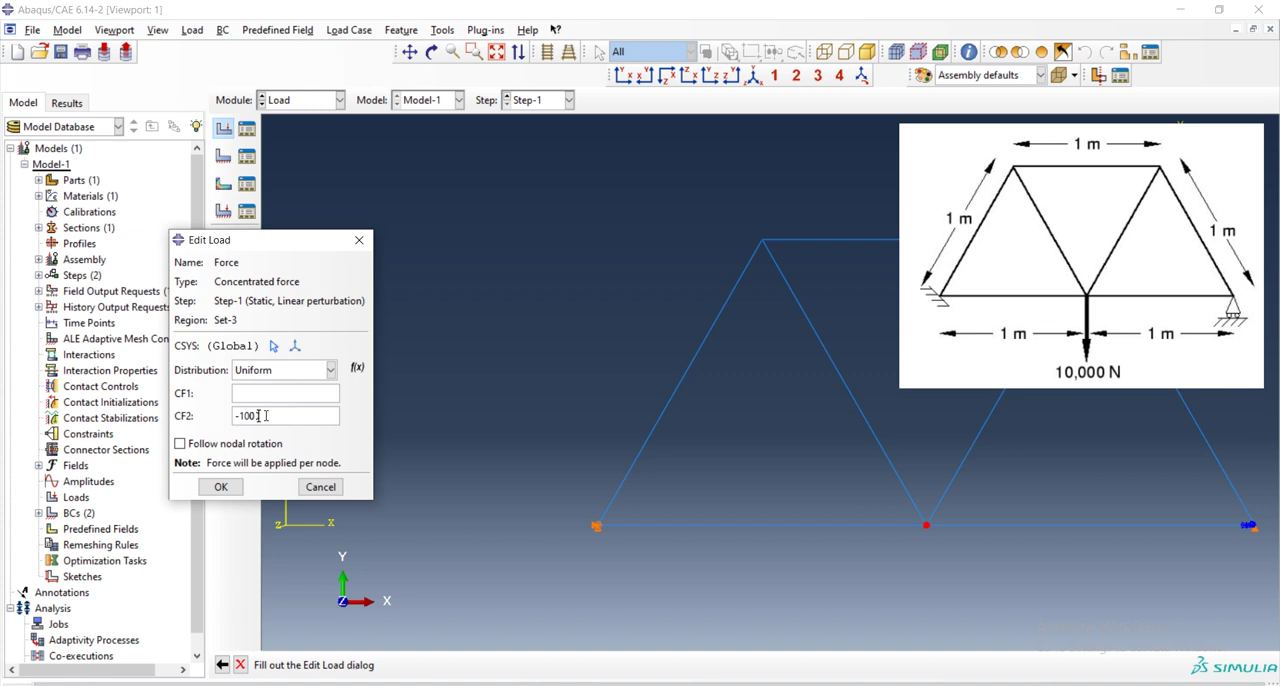 Abaqus/CAE 6.14-2 [Viewport: 1]
File Model Viewport View Load BC Predefined Field Load Case Feature Tools Plug-ins Help
All
1 2 3 4 Assembly defaults
Model Results Module: Load Model: Model-1 Step: Step-1
Model Database
Models (1)
Model-1
Parts (1)
Materials (1)
Calibrations
Sections (1)
Profiles
Assembly
Steps (2)
Field Output Requests (
History Output Requests
Time Points
ALE Adaptive Mesh Con
Interactions
Interaction Properties
Contact Controls
Contact Initializations
Contact Stabilizations
Constraints
Connector Sections
Fields
Amplitudes
Loads
BCs (2)
Predefined Fields
Remeshing Rules
Optimization Tasks
Sketches
Annotations
Analysis
Jobs
Adaptivity Processes
Co-executions
Edit Load
Name: Force
Type: Concentrated force
Step: Step-1 (Static, Linear perturbation)
Region: Set-3
CSYS: (Global)
Distribution: Uniform f(x)
CF1:
CF2: -100
Follow nodal rotation
Note: Force will be applied per node.
OK Cancel
1 m
1 m
1 m
1 m
1 m
10,000 N
Z X
Y
Z X
Fill out the Edit Load dialog
SIMULIA